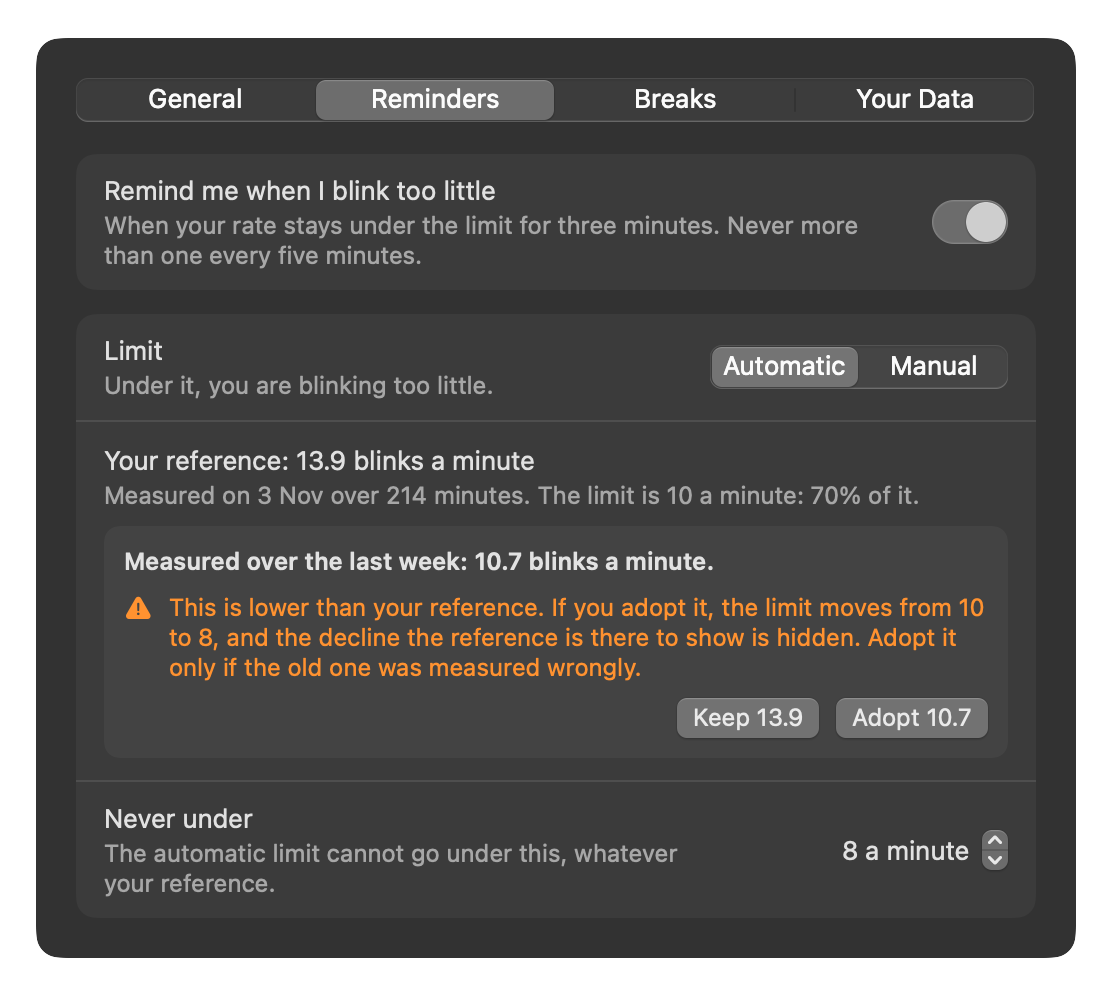 General
Reminders
Breaks
Your Data
Remind me when I blink too little
When your rate stays under the limit for three minutes. Never more
than one every five minutes.
Limit
Under it, you are blinking too little.
Automatic
Manual
Your reference: 13.9 blinks a minute
Measured on 3 Nov over 214 minutes. The limit is 10 a minute: 70% of it.
Measured over the last week: 10.7 blinks a minute.
This is lower than your reference. If you adopt it, the limit moves from 10
to 8, and the decline the reference is there to show is hidden. Adopt it
only if the old one was measured wrongly.
Keep 13.9
Adopt 10.7
Never under
The automatic limit cannot go under this, whatever
your reference.
8 a minute